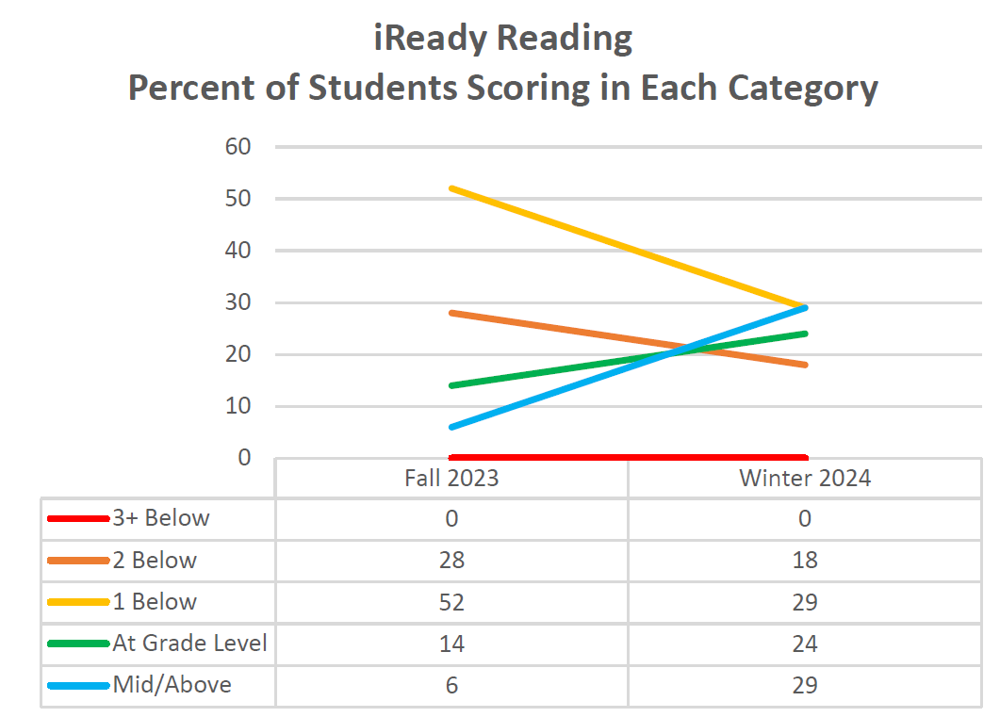 iReady Reading
Percent of Students Scoring in Each Category
60
50
40
30
20
10
0
Fall 2023 Winter 2024
3+ Below 0 0
2 Below 28 18
1 Below 52 29
At Grade Level 14 24
Mid/Above 6 29